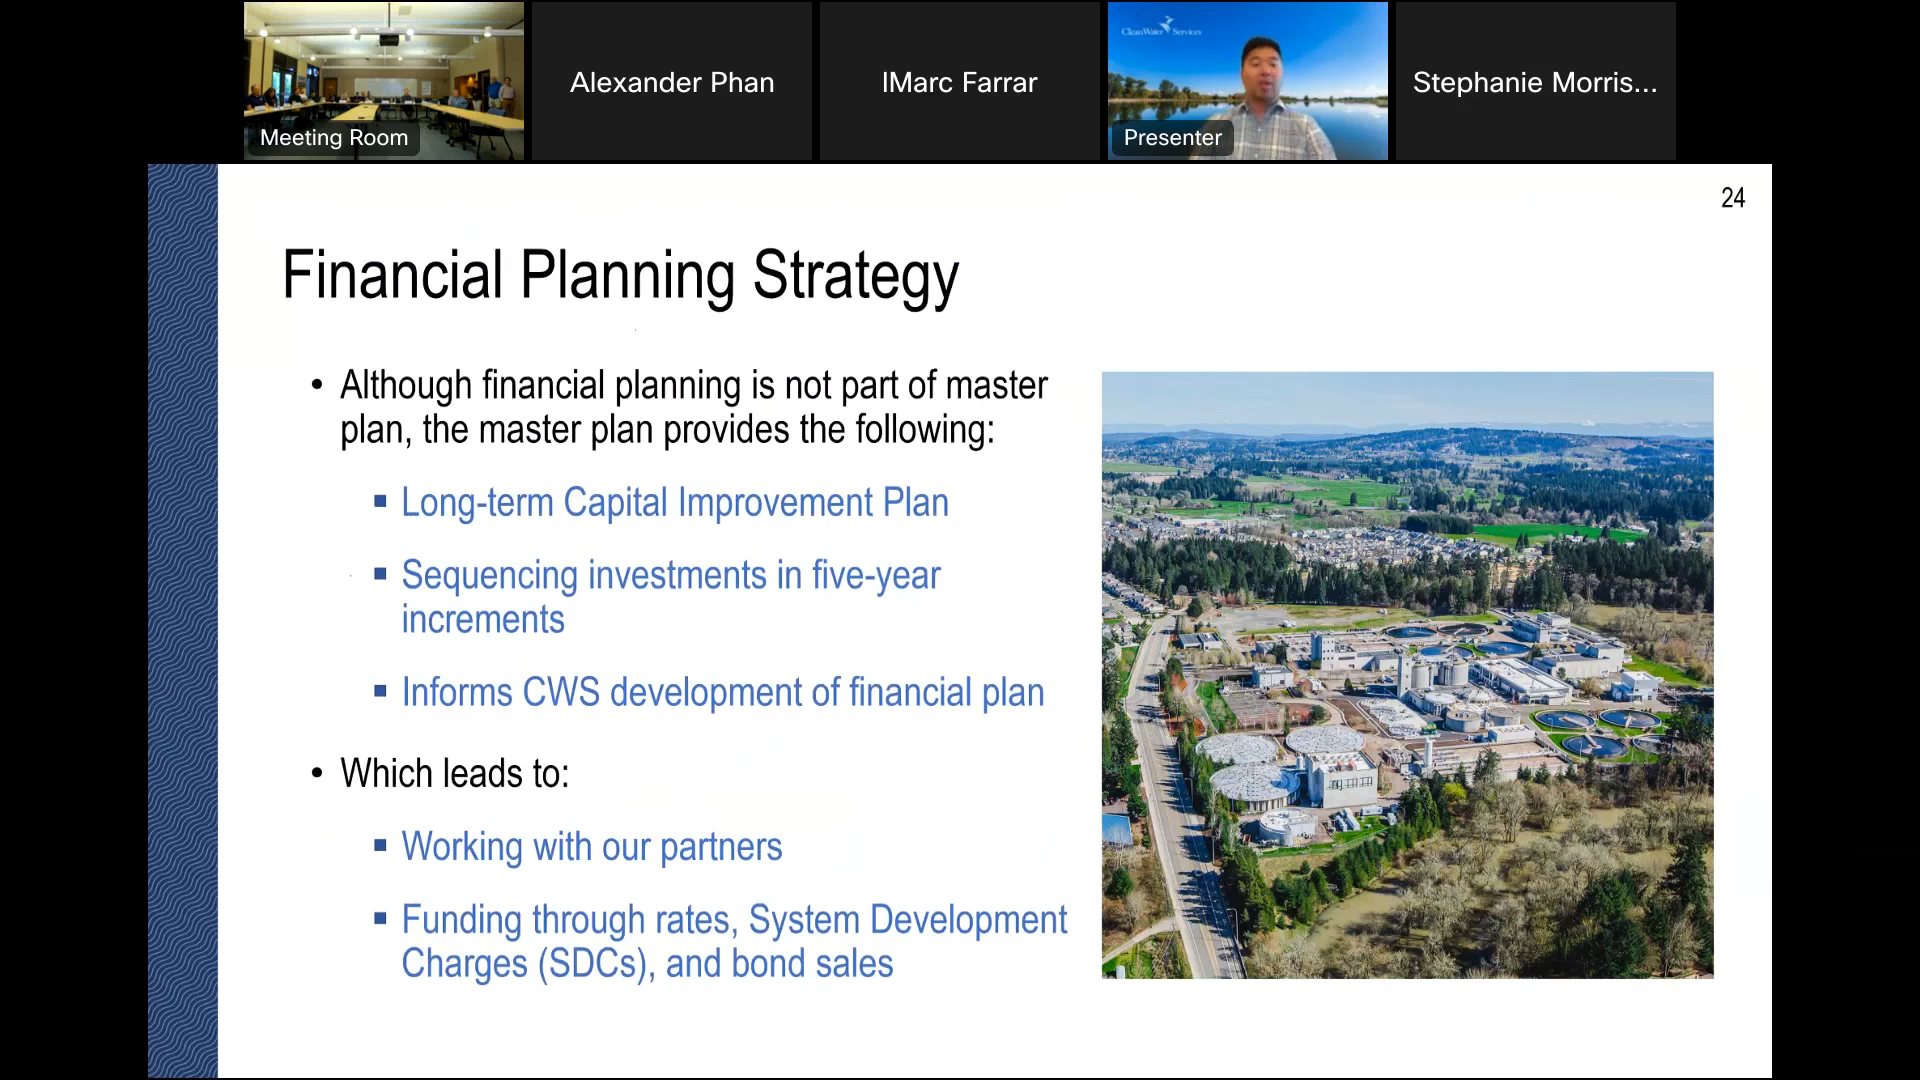 CleanWater Services
Meeting Room
Alexander Phan
IMarc Farrar
Presenter
Stephanie Morris...
24
Financial Planning Strategy
• Although financial planning is not part of master
plan, the master plan provides the following:
▪ Long-term Capital Improvement Plan
▪ Sequencing investments in five-year
increments
▪ Informs CWS development of financial plan
• Which leads to:
▪ Working with our partners
▪ Funding through rates, System Development
Charges (SDCs), and bond sales